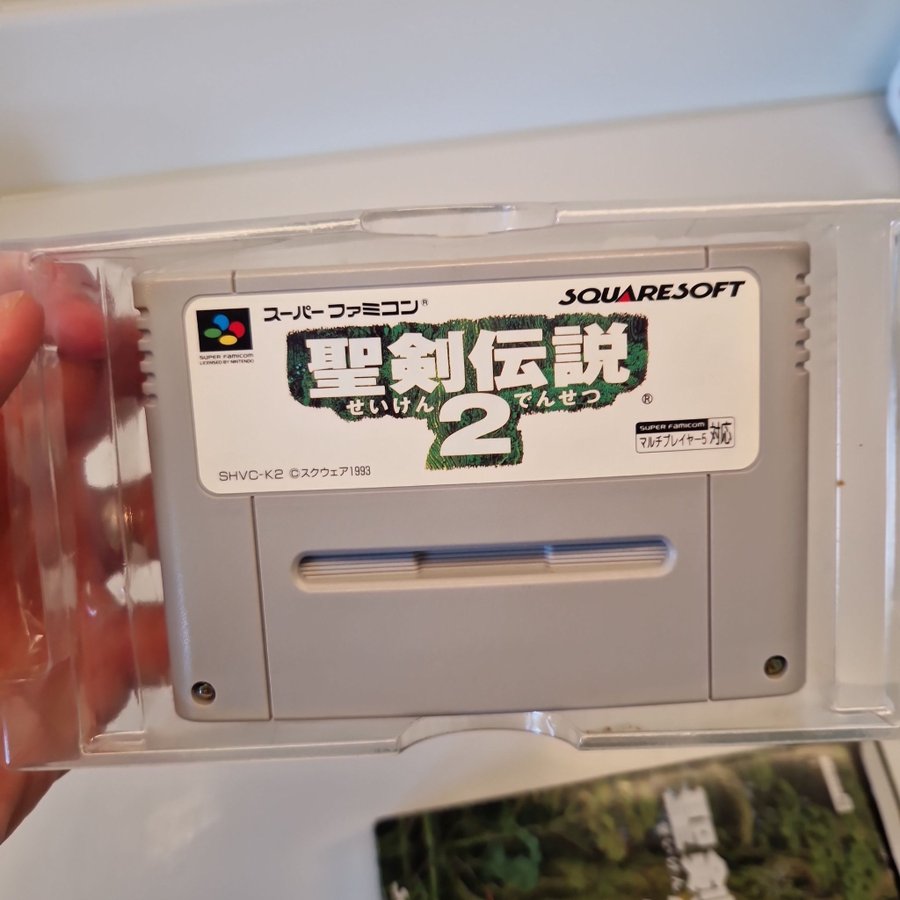 スーパーファミコン®
SQUARESOFT
SUPER FAMICOM
LICENSED BY NINTENDO
聖剣伝説
せいけん でんせつ
2
®
SUPER FAMICOM
マルチプレイヤー5 対応
SHVC-K2 ©スクウェア1993